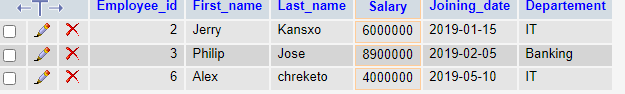 Employee_id First_name Last_name Salary Joining_date Departement
2 Jerry Kansxo 6000000 2019-01-15 IT
3 Philip Jose 8900000 2019-02-05 Banking
6 Alex chreketo 4000000 2019-05-10 IT